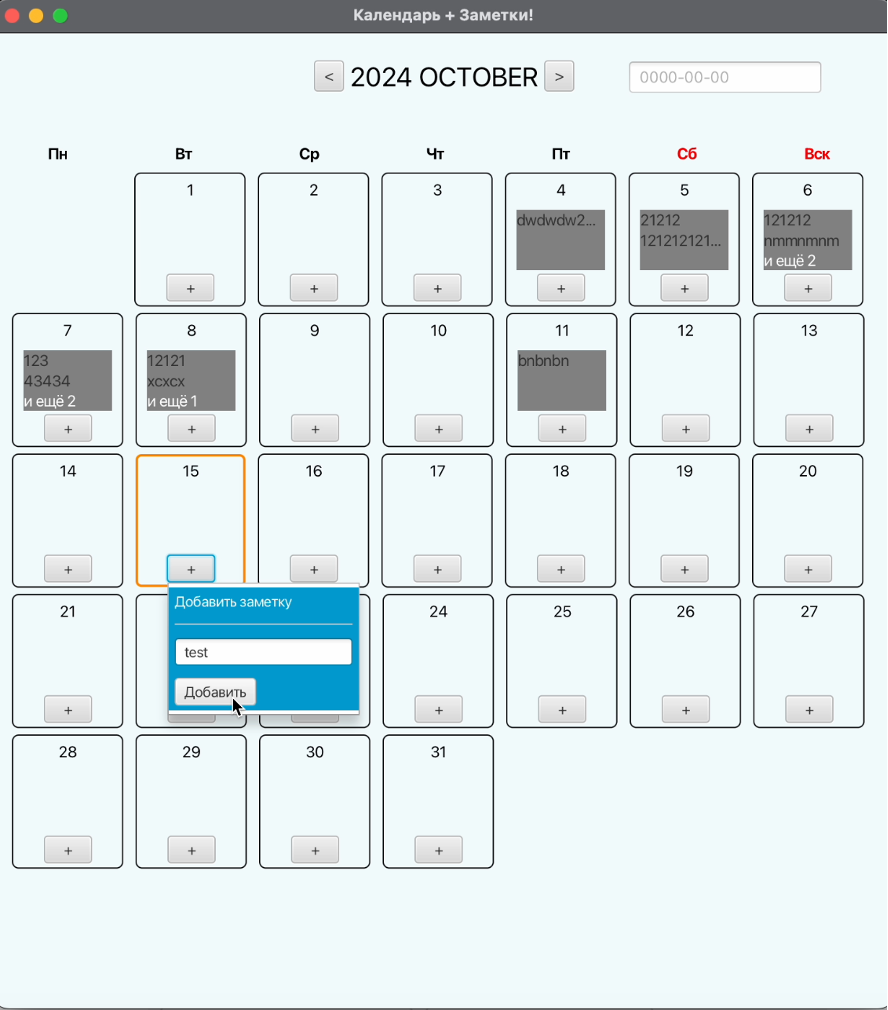 Календарь + Заметки!
< 2024 OCTOBER > 0000-00-00
Пн Вт Ср Чт Пт Сб Вск
1 2 3 4 5 6
dwdwdw2... 21212 121212
121212121... nmmnmnm
и ещё 2
+ + + + + +
7 8 9 10 11 12 13
123 12121 bnbnbn
43434 xcxcx
и ещё 2 и ещё 1
+ + + + + + +
14 15 16 17 18 19 20
+ + + + + + +
Добавить заметку
test
Добавить
21 24 25 26 27
+ + + + +
28 29 30 31
+ + + +